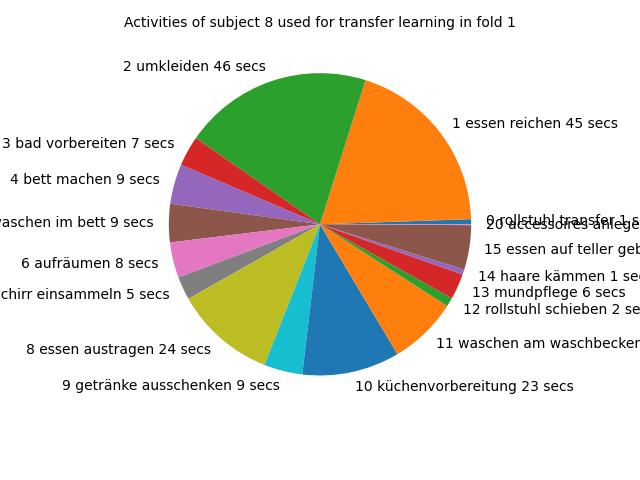 Activities of subject 8 used for transfer learning in fold 1
2 umkleiden 46 secs
1 essen reichen 45 secs
3 bad vorbereiten 7 secs
4 bett machen 9 secs
0 rollstuhl transfer 1 s
20 accessoires anlege
waschen im bett 9 secs
15 essen auf teller geb
6 aufräumen 8 secs
14 haare kämmen 1 sec
13 mundpflege 6 secs
schirr einsammeln 5 secs
12 rollstuhl schieben 2 se
8 essen austragen 24 secs
11 waschen am waschbecken
9 getränke ausschenken 9 secs
10 küchenvorbereitung 23 secs